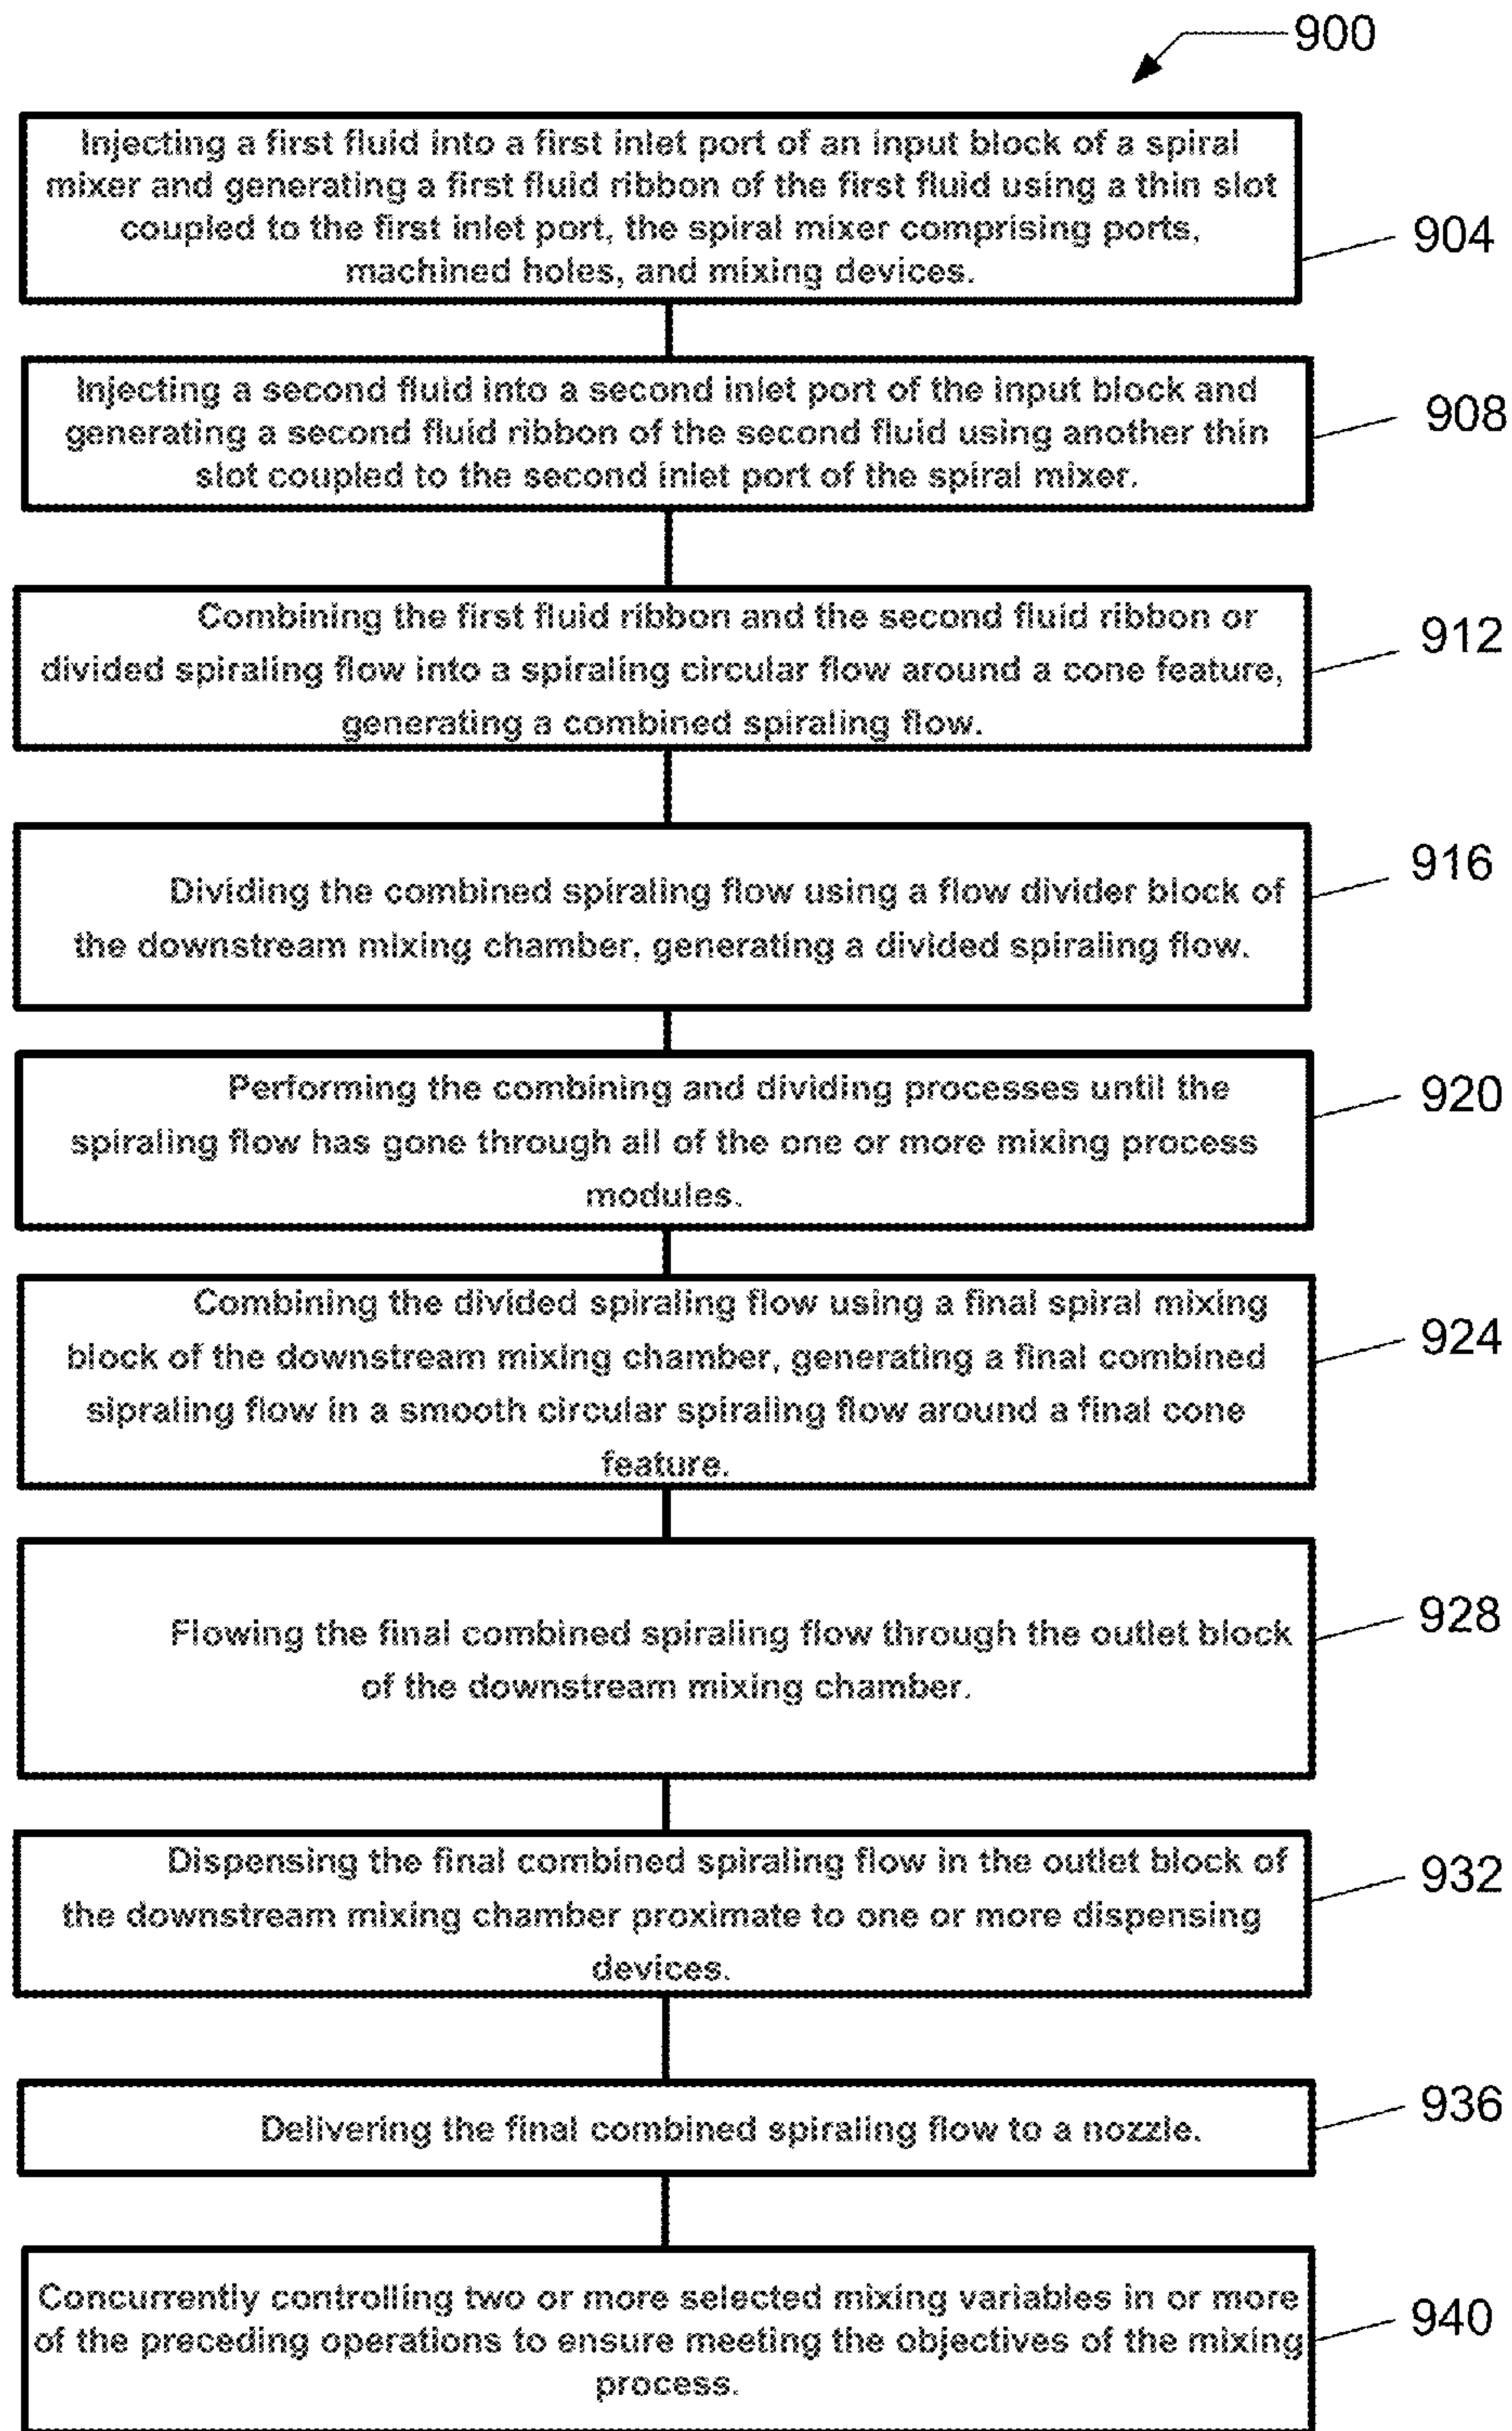 900
Injecting a first fluid into a first inlet port of an input block of a spiral
mixer and generating a first fluid ribbon of the first fluid using a thin slot
coupled to the first inlet port, the spiral mixer comprising ports,
machined holes, and mixing devices.
904
Injecting a second fluid into a second inlet port of the input block and
generating a second fluid ribbon of the second fluid using another thin
slot coupled to the second inlet port of the spiral mixer.
908
Combining the first fluid ribbon and the second fluid ribbon or
divided spiraling flow into a spiraling circular flow around a cone feature,
generating a combined spiraling flow.
912
Dividing the combined spiraling flow using a flow divider block of
the downstream mixing chamber, generating a divided spiraling flow.
916
Performing the combining and dividing processes until the
spiraling flow has gone through all of the one or more mixing process
modules.
920
Combining the divided spiraling flow using a final spiral mixing
block of the downstream mixing chamber, generating a final combined
sipraling flow in a smooth circular spiraling flow around a final cone
feature.
924
Flowing the final combined spiraling flow through the outlet block
of the downstream mixing chamber.
928
Dispensing the final combined spiraling flow in the outlet block of
the downstream mixing chamber proximate to one or more dispensing
devices.
932
Delivering the final combined spiraling flow to a nozzle.
936
Concurrently controlling two or more selected mixing variables in or more
of the preceding operations to ensure meeting the objectives of the mixing
process.
940